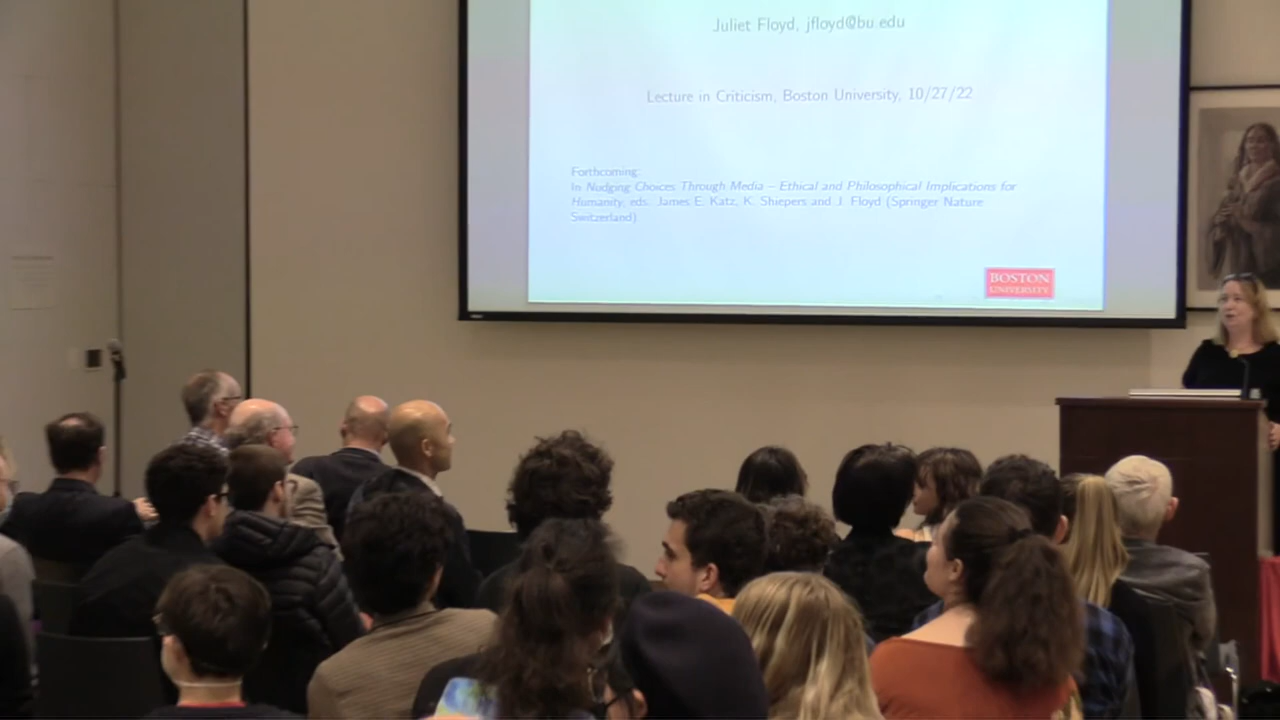 Juliet Floyd, jfloyd@bu.edu
Lecture in Criticism, Boston University, 10/27/22
Forthcoming:
In Nudging Choices Through Media – Ethical and Philosophical Implications for
Humanity, eds. James E. Katz, K. Shiepers and J. Floyd (Springer Nature
Switzerland)
BOSTON
UNIVERSITY